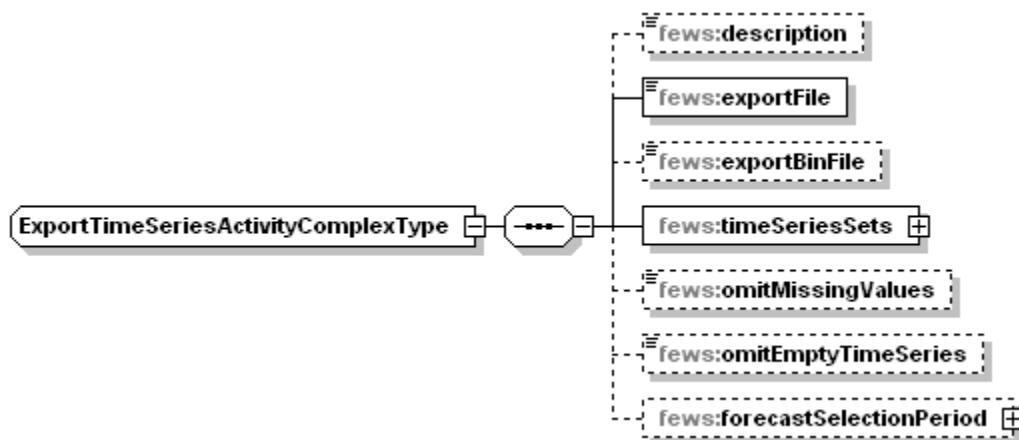 fews:description
fews:exportFile
fews:exportBinFile
ExportTimeSeriesActivityComplexType
fews:timeSeriesSets
fews:omitMissingValues
fews:omitEmptyTimeSeries
fews:forecastSelectionPeriod